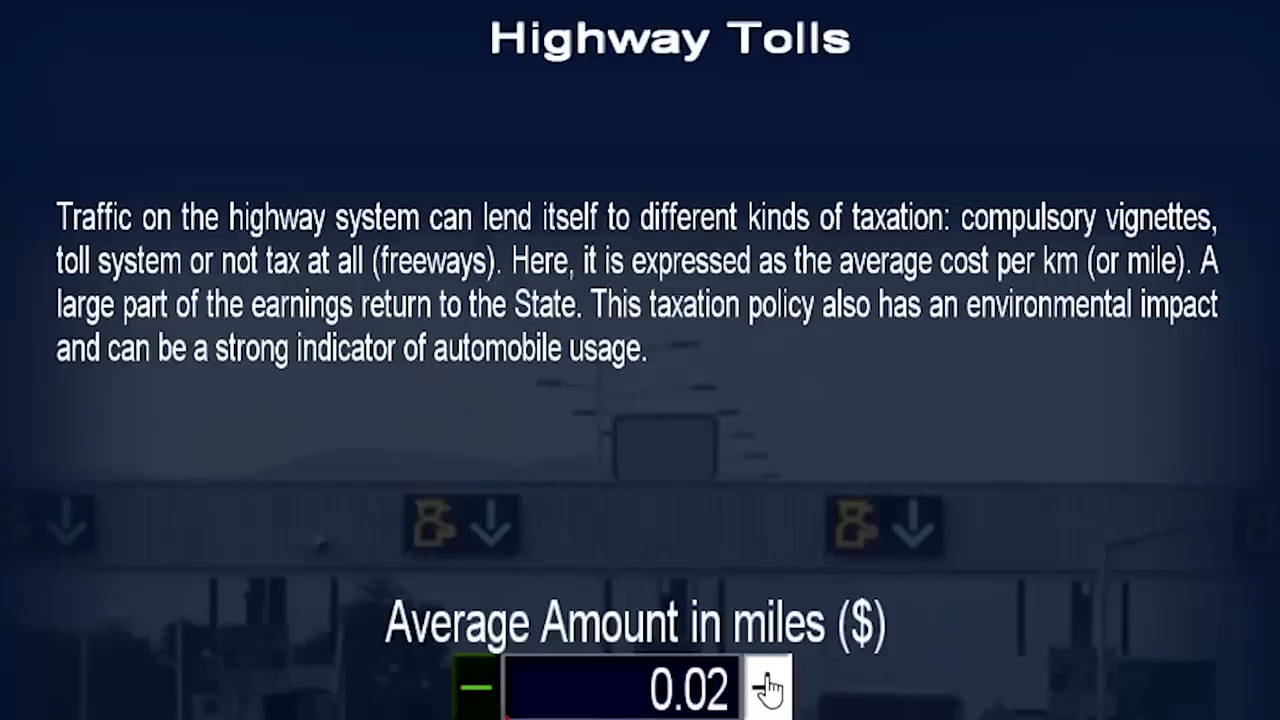 Highway Tolls
Traffic on the highway system can lend itself to different kinds of taxation: compulsory vignettes,
toll system or not tax at all (freeways). Here, it is expressed as the average cost per km (or mile). A
large part of the earnings return to the State. This taxation policy also has an environmental impact
and can be a strong indicator of automobile usage.
Average Amount in miles ($)
0.02